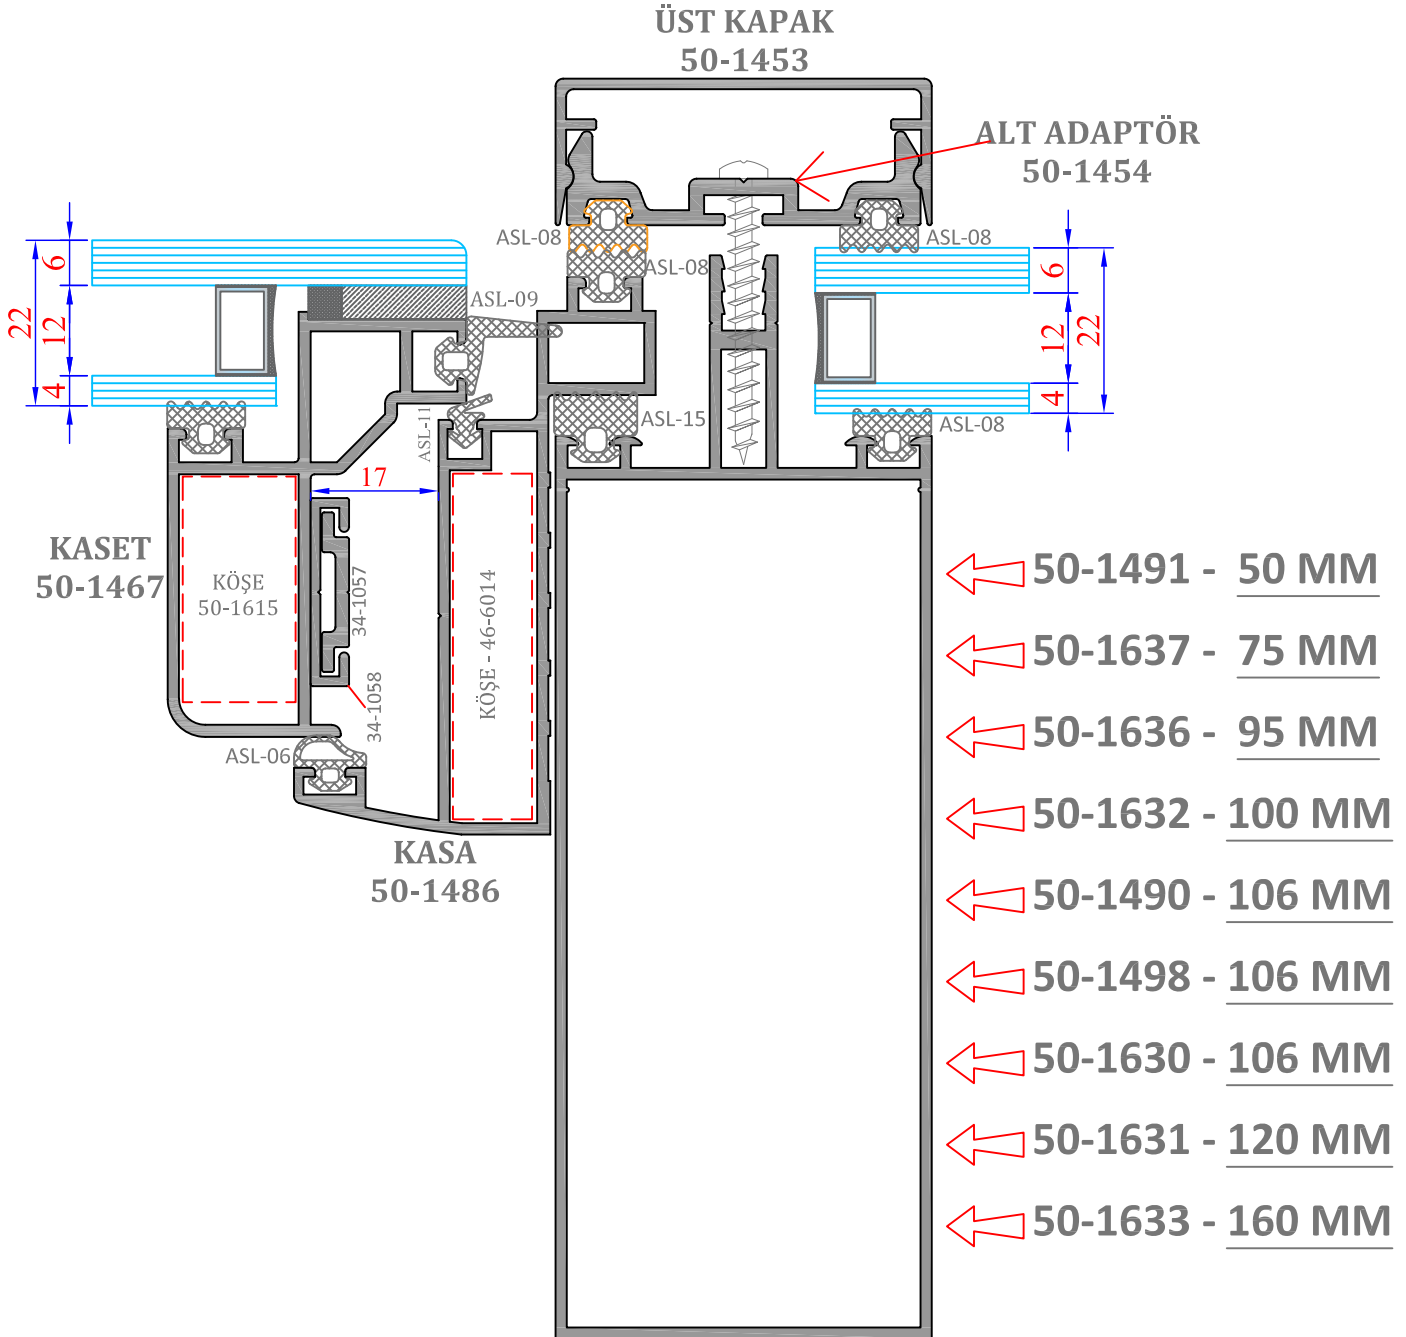 ÜST KAPAK
50-1453
ALT ADAPTÖR
50-1454
ASL-08
ASL-08
ASL-08
ASL-09
6
12
4
22
6
12
4
22
ASL-15
ASL-08
ASL-11
17
KASET
50-1467
KÖŞE
50-1615
34-1057
34-1058
KÖŞE - 46-6014
ASL-06
KASA
50-1486
50-1491 - 50 MM
50-1637 - 75 MM
50-1636 - 95 MM
50-1632 - 100 MM
50-1490 - 106 MM
50-1498 - 106 MM
50-1630 - 106 MM
50-1631 - 120 MM
50-1633 - 160 MM